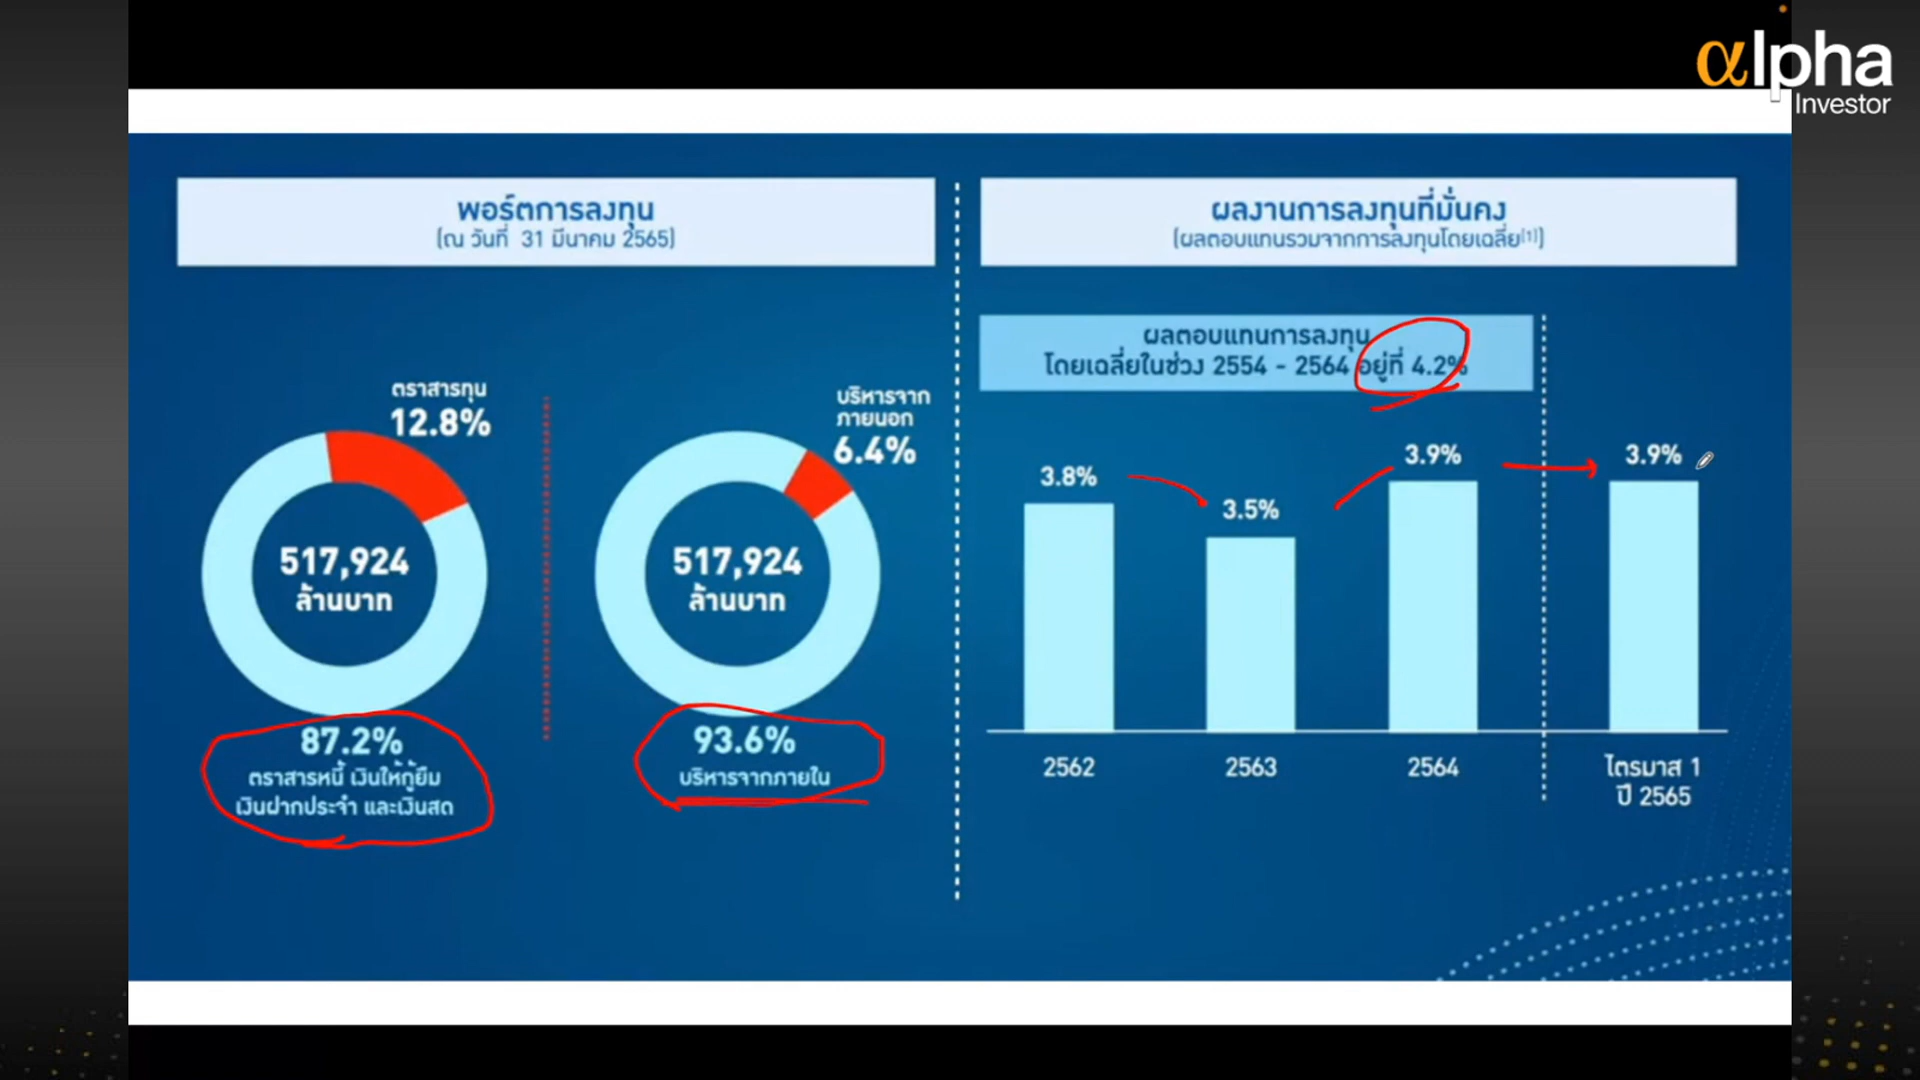 αlpha
Investor
พอร์ตการลงทุน
(ณ วันที่ 31 มีนาคม 2565)
ตราสารทุน
12.8%
517,924
ล้านบาท
87.2%
ตราสารหนี้ เงินให้กู้ยืม
เงินฝากประจำ และเงินสด
บริหารจาก
ภายนอก
6.4%
517,924
ล้านบาท
93.6%
บริหารจากภายใน
ผลงานการลงทุนที่มั่นคง
(ผลตอบแทนรวมจากการลงทุนโดยเฉลี่ย(1))
ผลตอบแทนการลงทุน
โดยเฉลี่ยในช่วง 2554 - 2564 อยู่ที่ 4.2%
3.8%
3.5%
3.9%
3.9%
2562
2563
2564
ไตรมาส 1
ปี 2565